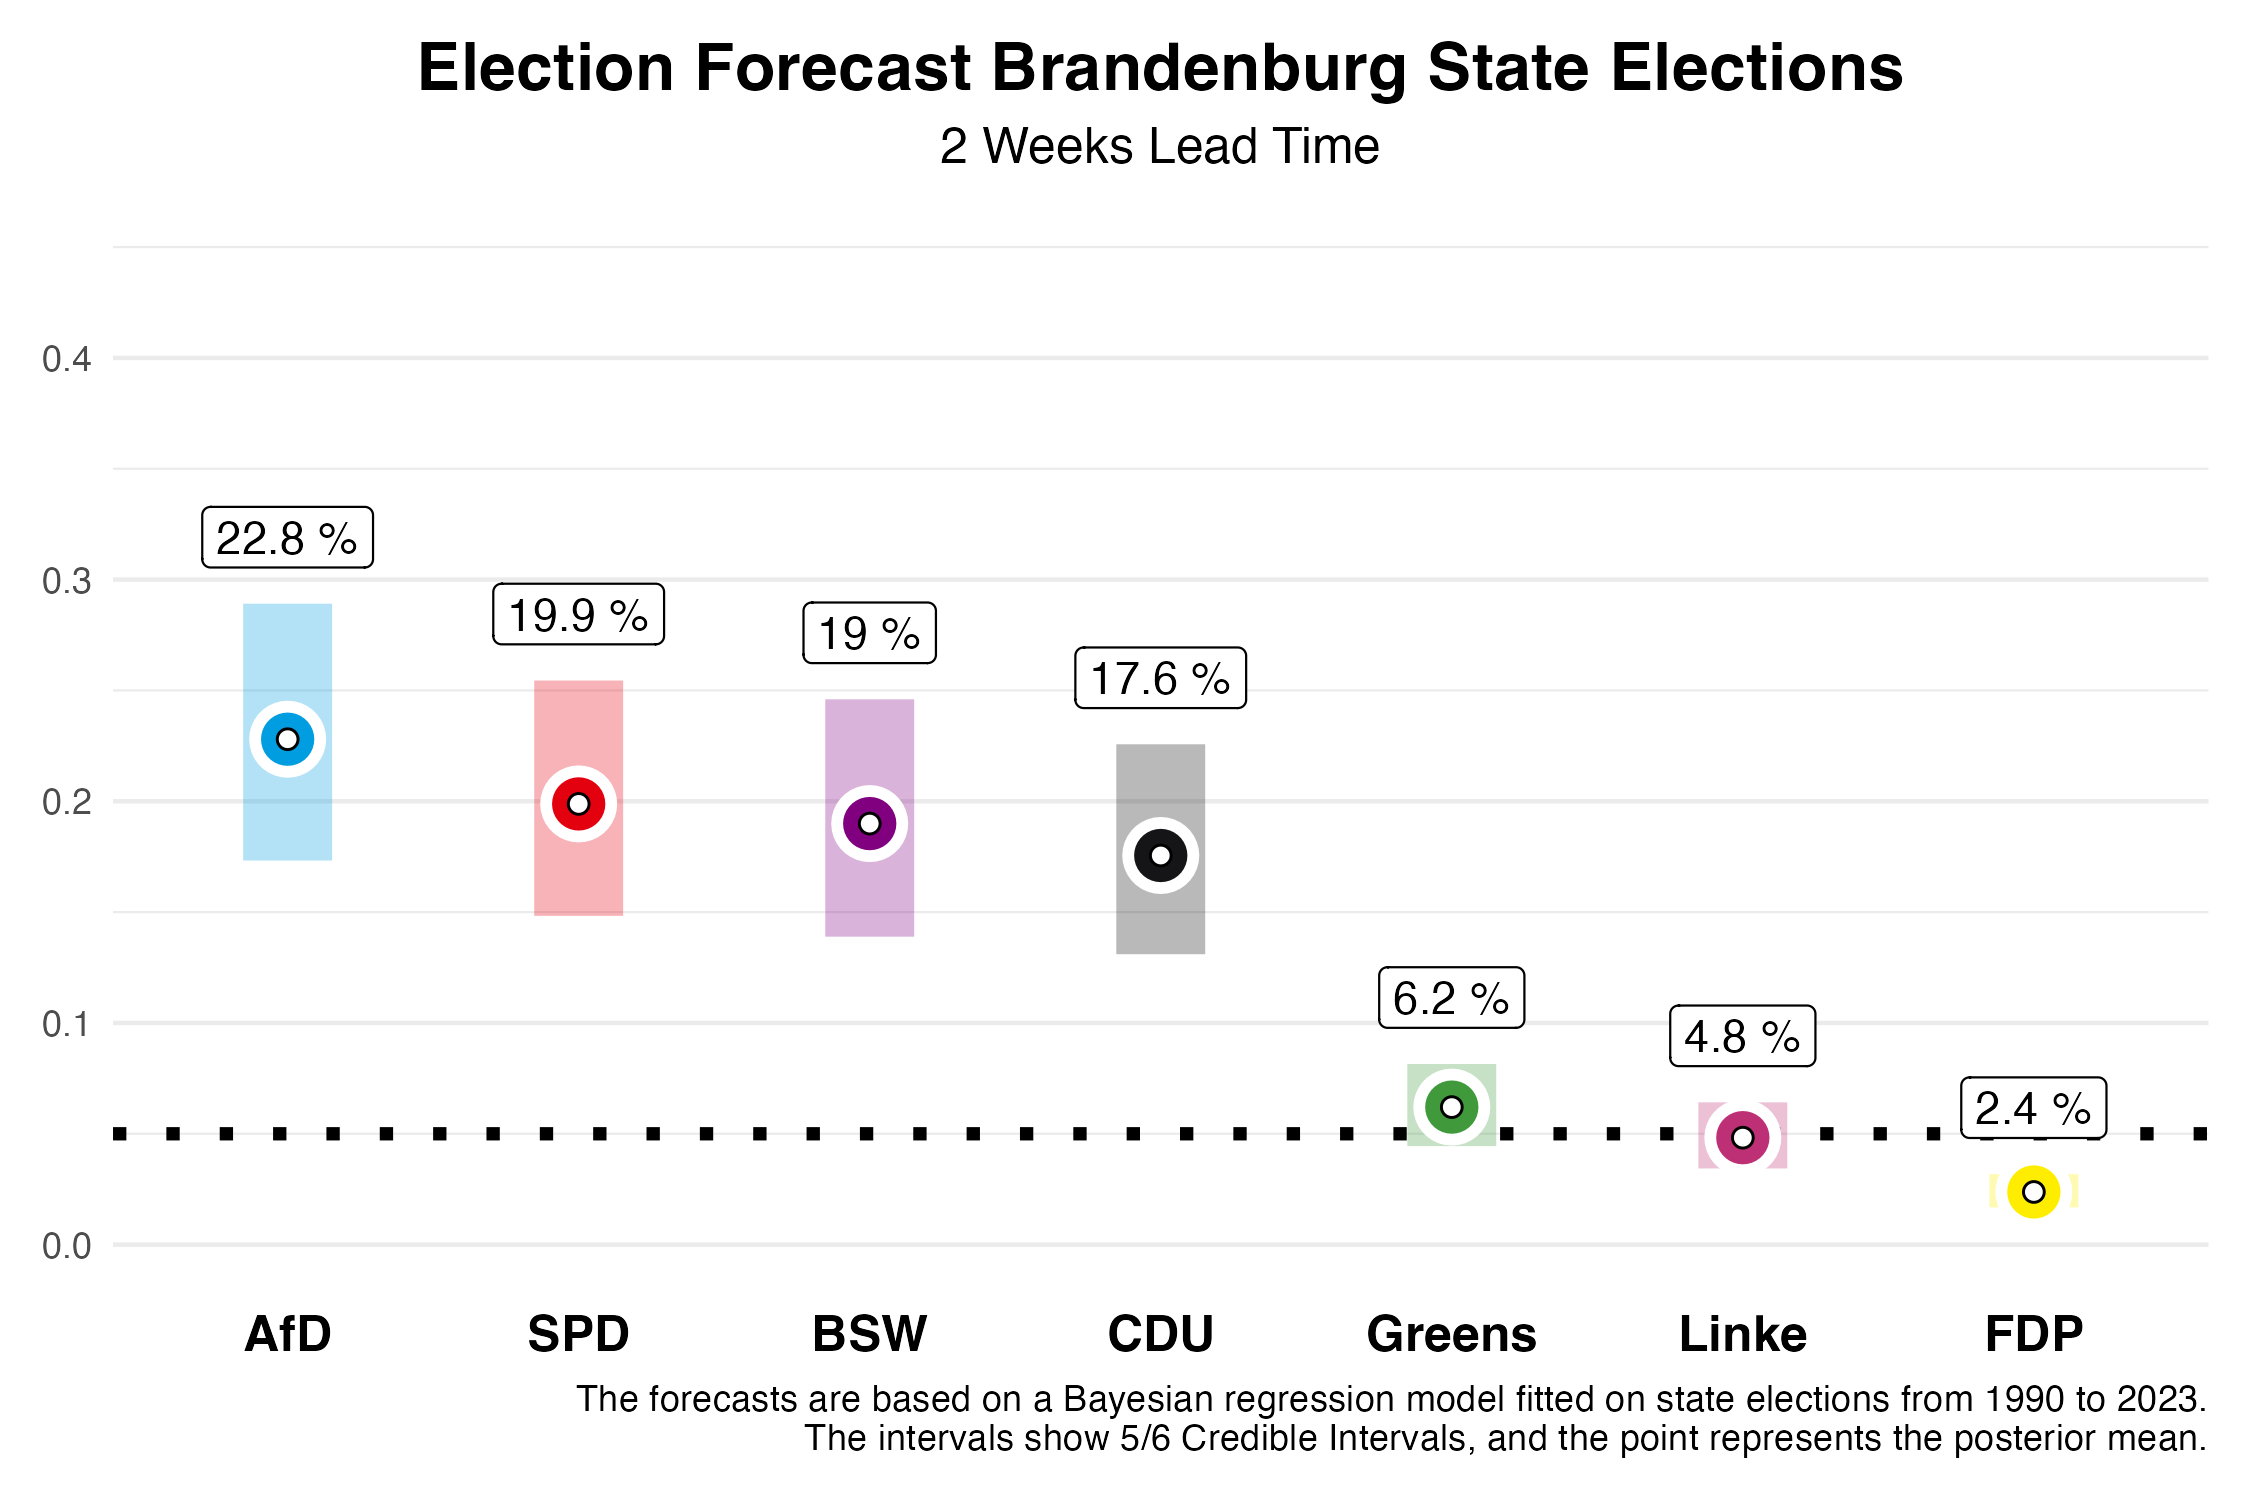 Election Forecast Brandenburg State Elections
2 Weeks Lead Time
0.4
0.3
0.2
0.1
0.0
22.8 %
19.9 %
19 %
17.6 %
6.2 %
4.8 %
2.4 %
AfD
SPD
BSW
CDU
Greens
Linke
FDP
The forecasts are based on a Bayesian regression model fitted on state elections from 1990 to 2023.
The intervals show 5/6 Credible Intervals, and the point represents the posterior mean.